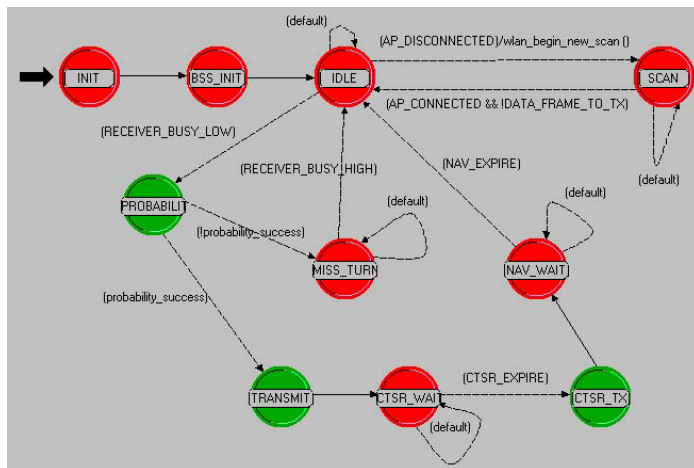 (default)
(AP_DISCONNECTED)/wlan_begin_new_scan ()
INIT
BSS_INIT
IDLE
SCAN
(AP_CONNECTED && !DATA_FRAME_TO_TX)
(RECEIVER_BUSY_LOW)
(RECEIVER_BUSY_HIGH)
(NAV_EXPIRE)
(default)
PROBABILIT
(default)
(default)
(!probability_success)
MISS_TURN
NAV_WAIT
(probability_success)
(CTSR_EXPIRE)
TRANSMIT
CTSR_WAIT
CTSR_TX
(default)